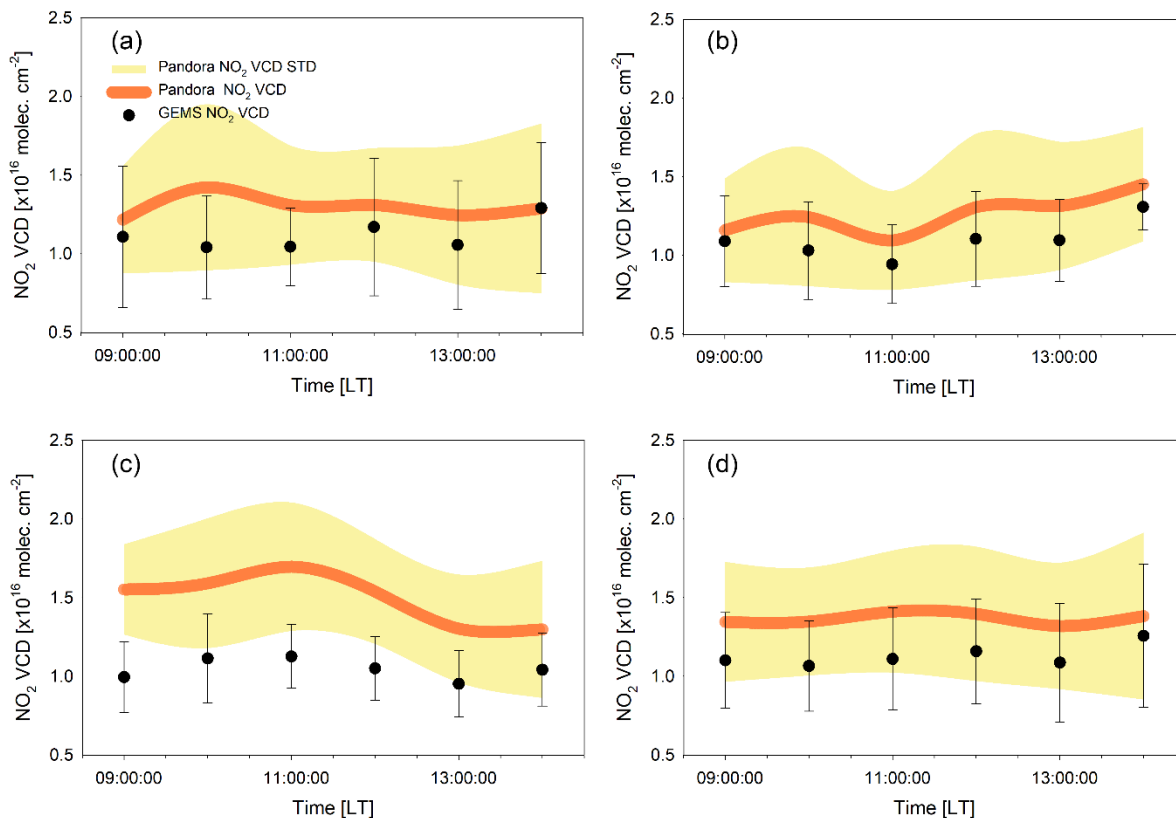 (a)
Pandora NO2 VCD STD
Pandora NO2 VCD
GEMS NO2 VCD
NO2 VCD [x10^16 molec. cm^-2]
2.5
2.0
1.5
1.0
0.5
09:00:00 11:00:00 13:00:00
Time [LT]
(b)
NO2 VCD [x10^16 molec. cm^-2]
2.5
2.0
1.5
1.0
0.5
09:00:00 11:00:00 13:00:00
Time [LT]
(c)
NO2 VCD [x10^16 molec. cm^-2]
2.5
2.0
1.5
1.0
0.5
09:00:00 11:00:00 13:00:00
Time [LT]
(d)
NO2 VCD [x10^16 molec. cm^-2]
2.5
2.0
1.5
1.0
0.5
09:00:00 11:00:00 13:00:00
Time [LT]